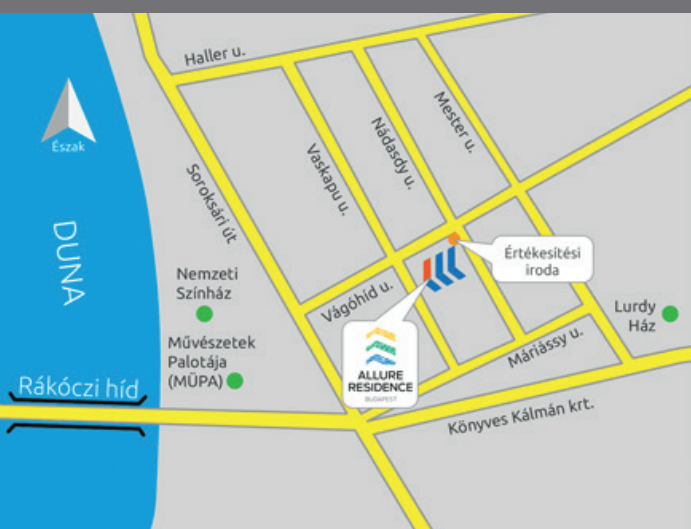 Haller u.
Észak
Mester u.
Nádasdy u.
Vaskapu u.
Soroksári út
DUNA
Értékesítési
iroda
Nemzeti
Színház
Vágóhíd u.
Lurdy
Ház
Művészetek
Palotája
(MÜPA)
Máriássy u.
ALLURE
RESIDENCE
BUDAPEST
Rákóczi híd
Könyves Kálmán krt.